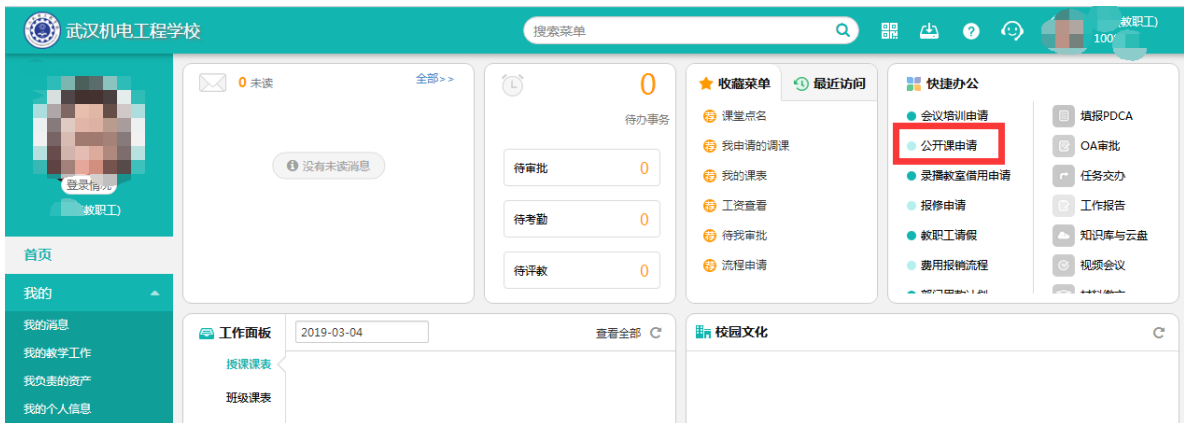 武汉机电工程学校
搜索菜单
教职工)
100
登录情况
教职工)
首页
我的
我的消息
我的教学工作
我负责的资产
我的个人信息
0 未读
全部>>
没有未读消息
0
待办事务
待审批 0
待考勤 0
待评教 0
收藏菜单
最近访问
荐 课堂点名
荐 我申请的调课
荐 我的课表
荐 工资查看
荐 待我审批
荐 流程申请
快捷办公
会议培训申请
公开课申请
录播教室借用申请
报修申请
教职工请假
费用报销流程
填报PDCA
OA审批
任务交办
工作报告
知识库与云盘
视频会议
工作面板
2019-03-04
查看全部
授课课表
班级课表
校园文化